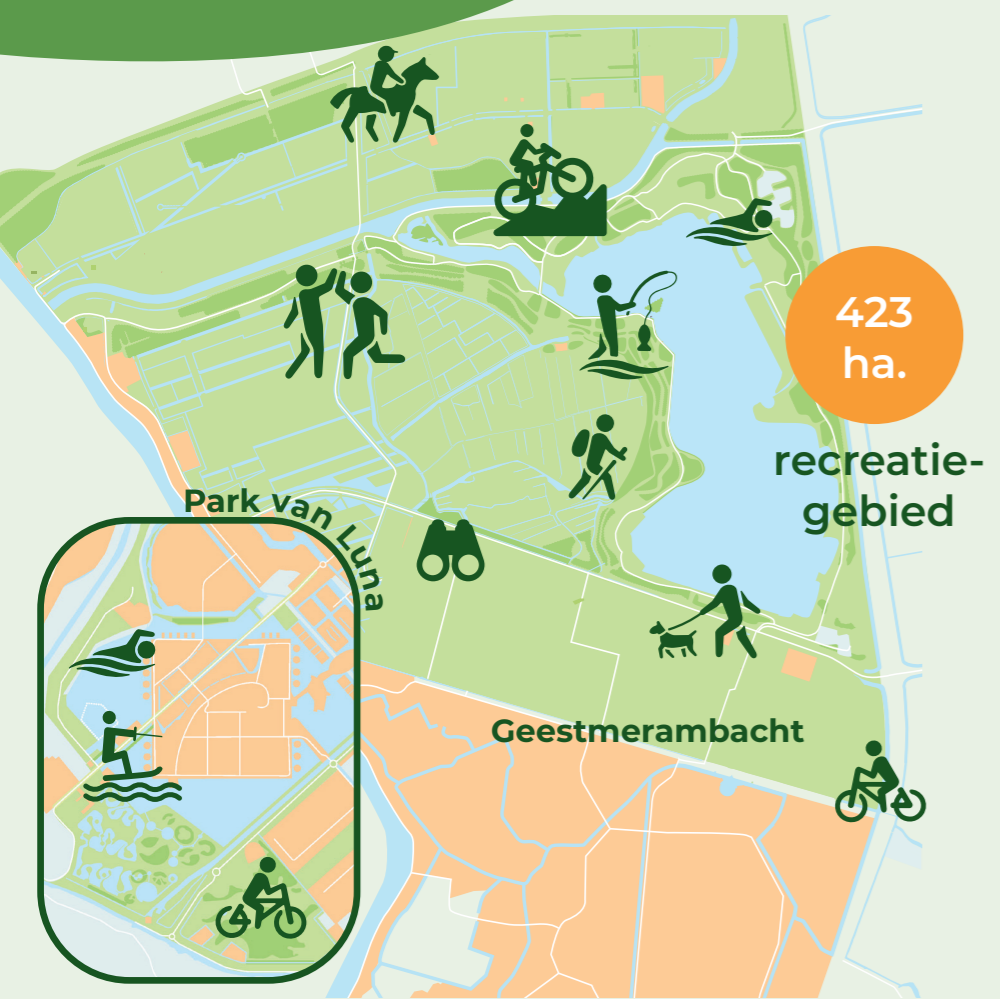 423
ha.
recreatie-
gebied
Park van Luna
Geestmerambacht